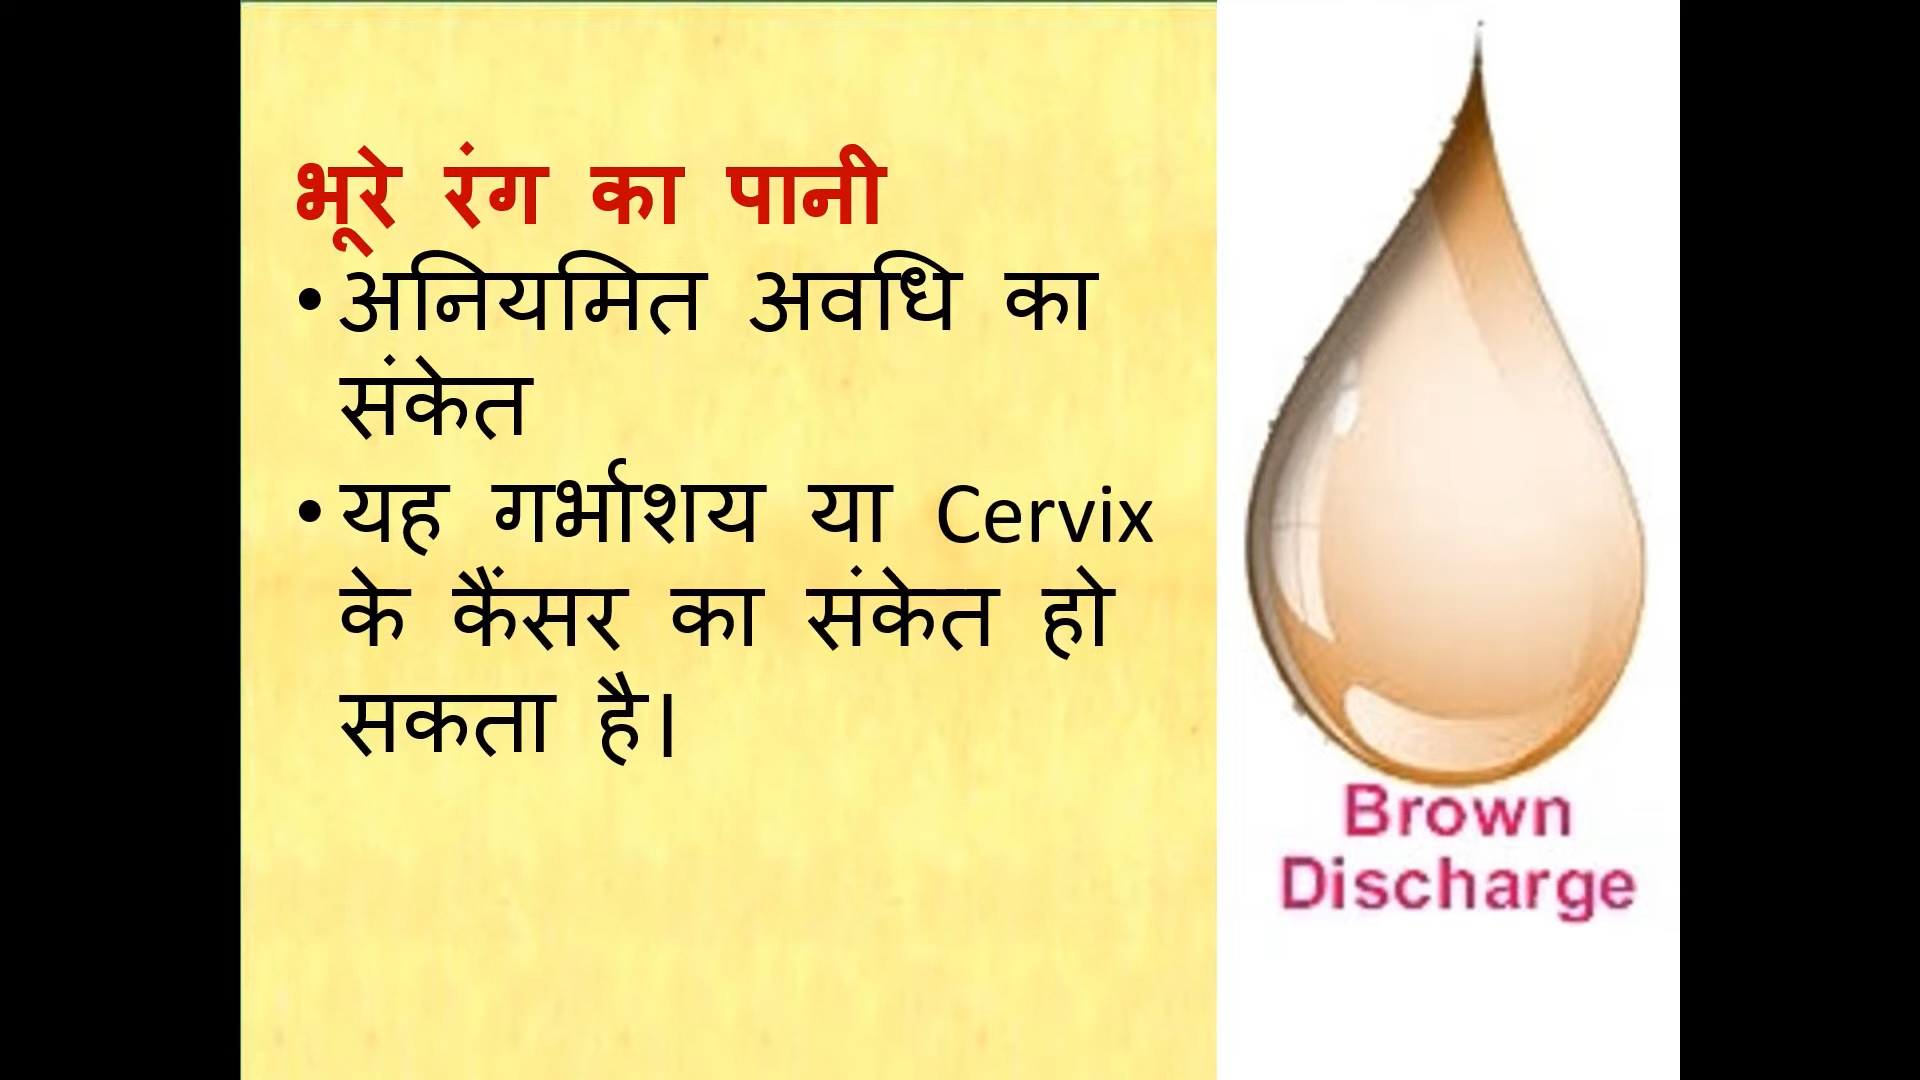 भूरे रंग का पानी
• अनियमित अवधि का
संकेत
• यह गर्भाशय या Cervix
के कैंसर का संकेत हो
सकता है।
Brown
Discharge